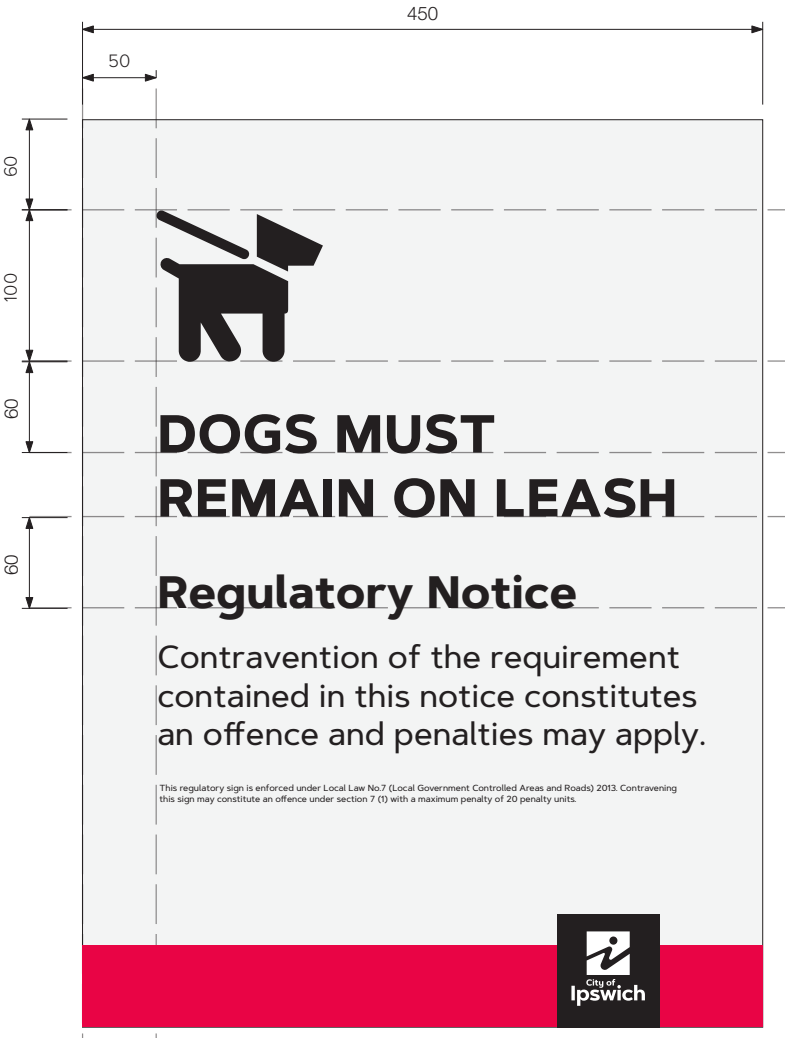 450
50
60
100
60
DOGS MUST
REMAIN ON LEASH
60
Regulatory Notice
Contravention of the requirement
contained in this notice constitutes
an offence and penalties may apply.
This regulatory sign is enforced under Local Law No.7 (Local Government Controlled Areas and Roads) 2013. Contravening
this sign may constitute an offence under section 7 (1) with a maximum penalty of 20 penalty units.
City of
Ipswich